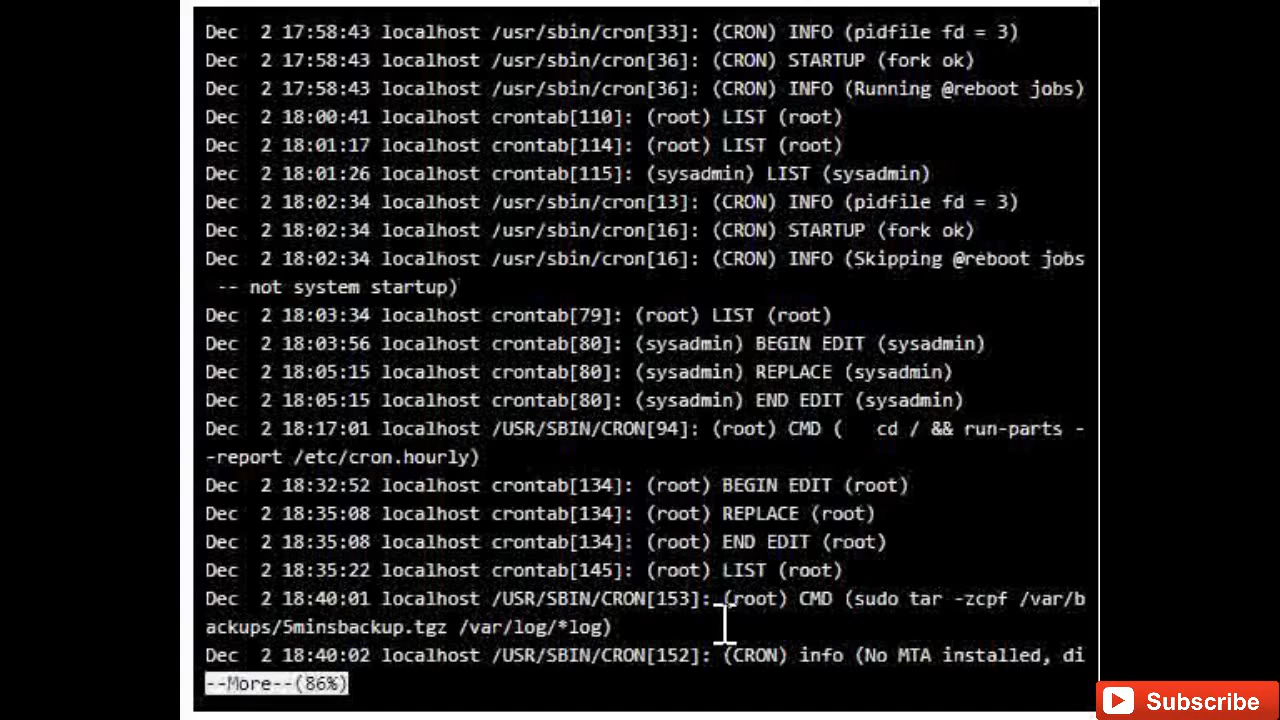 Dec  2 17:58:43 localhost /usr/sbin/cron[33]: (CRON) INFO (pidfile fd = 3)
Dec  2 17:58:43 localhost /usr/sbin/cron[36]: (CRON) STARTUP (fork ok)
Dec  2 17:58:43 localhost /usr/sbin/cron[36]: (CRON) INFO (Running @reboot jobs)
Dec  2 18:00:41 localhost crontab[110]: (root) LIST (root)
Dec  2 18:01:17 localhost crontab[114]: (root) LIST (root)
Dec  2 18:01:26 localhost crontab[115]: (sysadmin) LIST (sysadmin)
Dec  2 18:02:34 localhost /usr/sbin/cron[13]: (CRON) INFO (pidfile fd = 3)
Dec  2 18:02:34 localhost /usr/sbin/cron[16]: (CRON) STARTUP (fork ok)
Dec  2 18:02:34 localhost /usr/sbin/cron[16]: (CRON) INFO (Skipping @reboot jobs
 -- not system startup)
Dec  2 18:03:34 localhost crontab[79]: (root) LIST (root)
Dec  2 18:03:56 localhost crontab[80]: (sysadmin) BEGIN EDIT (sysadmin)
Dec  2 18:05:15 localhost crontab[80]: (sysadmin) REPLACE (sysadmin)
Dec  2 18:05:15 localhost crontab[80]: (sysadmin) END EDIT (sysadmin)
Dec  2 18:17:01 localhost /USR/SBIN/CRON[94]: (root) CMD (   cd / && run-parts -
-report /etc/cron.hourly)
Dec  2 18:32:52 localhost crontab[134]: (root) BEGIN EDIT (root)
Dec  2 18:35:08 localhost crontab[134]: (root) REPLACE (root)
Dec  2 18:35:08 localhost crontab[134]: (root) END EDIT (root)
Dec  2 18:35:22 localhost crontab[145]: (root) LIST (root)
Dec  2 18:40:01 localhost /USR/SBIN/CRON[153]: (root) CMD (sudo tar -zcpf /var/b
ackups/5minsbackup.tgz /var/log/*log)
Dec  2 18:40:02 localhost /USR/SBIN/CRON[152]: (CRON) info (No MTA installed, di
--More--(86%)
Subscribe